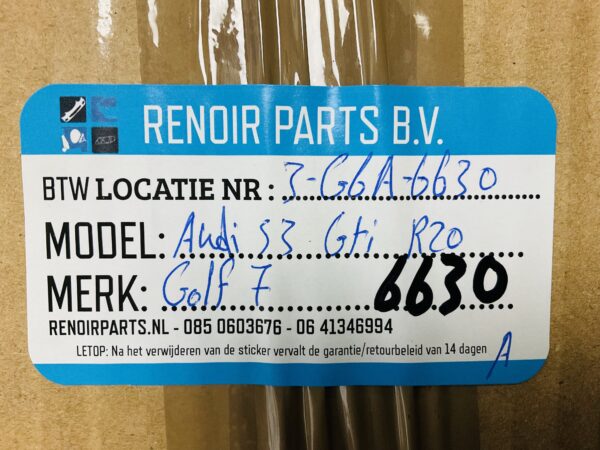 RENOIR PARTS B.V.
BTW LOCATIE NR : 3-G6A-6630
MODEL: Audi S3 Gti R20
MERK: Golf 7 6630
RENOIRPARTS.NL - 085 0603676 - 06 41346994
LETOP: Na het verwijderen van de sticker vervalt de garantie/retourbeleid van 14 dagen
A